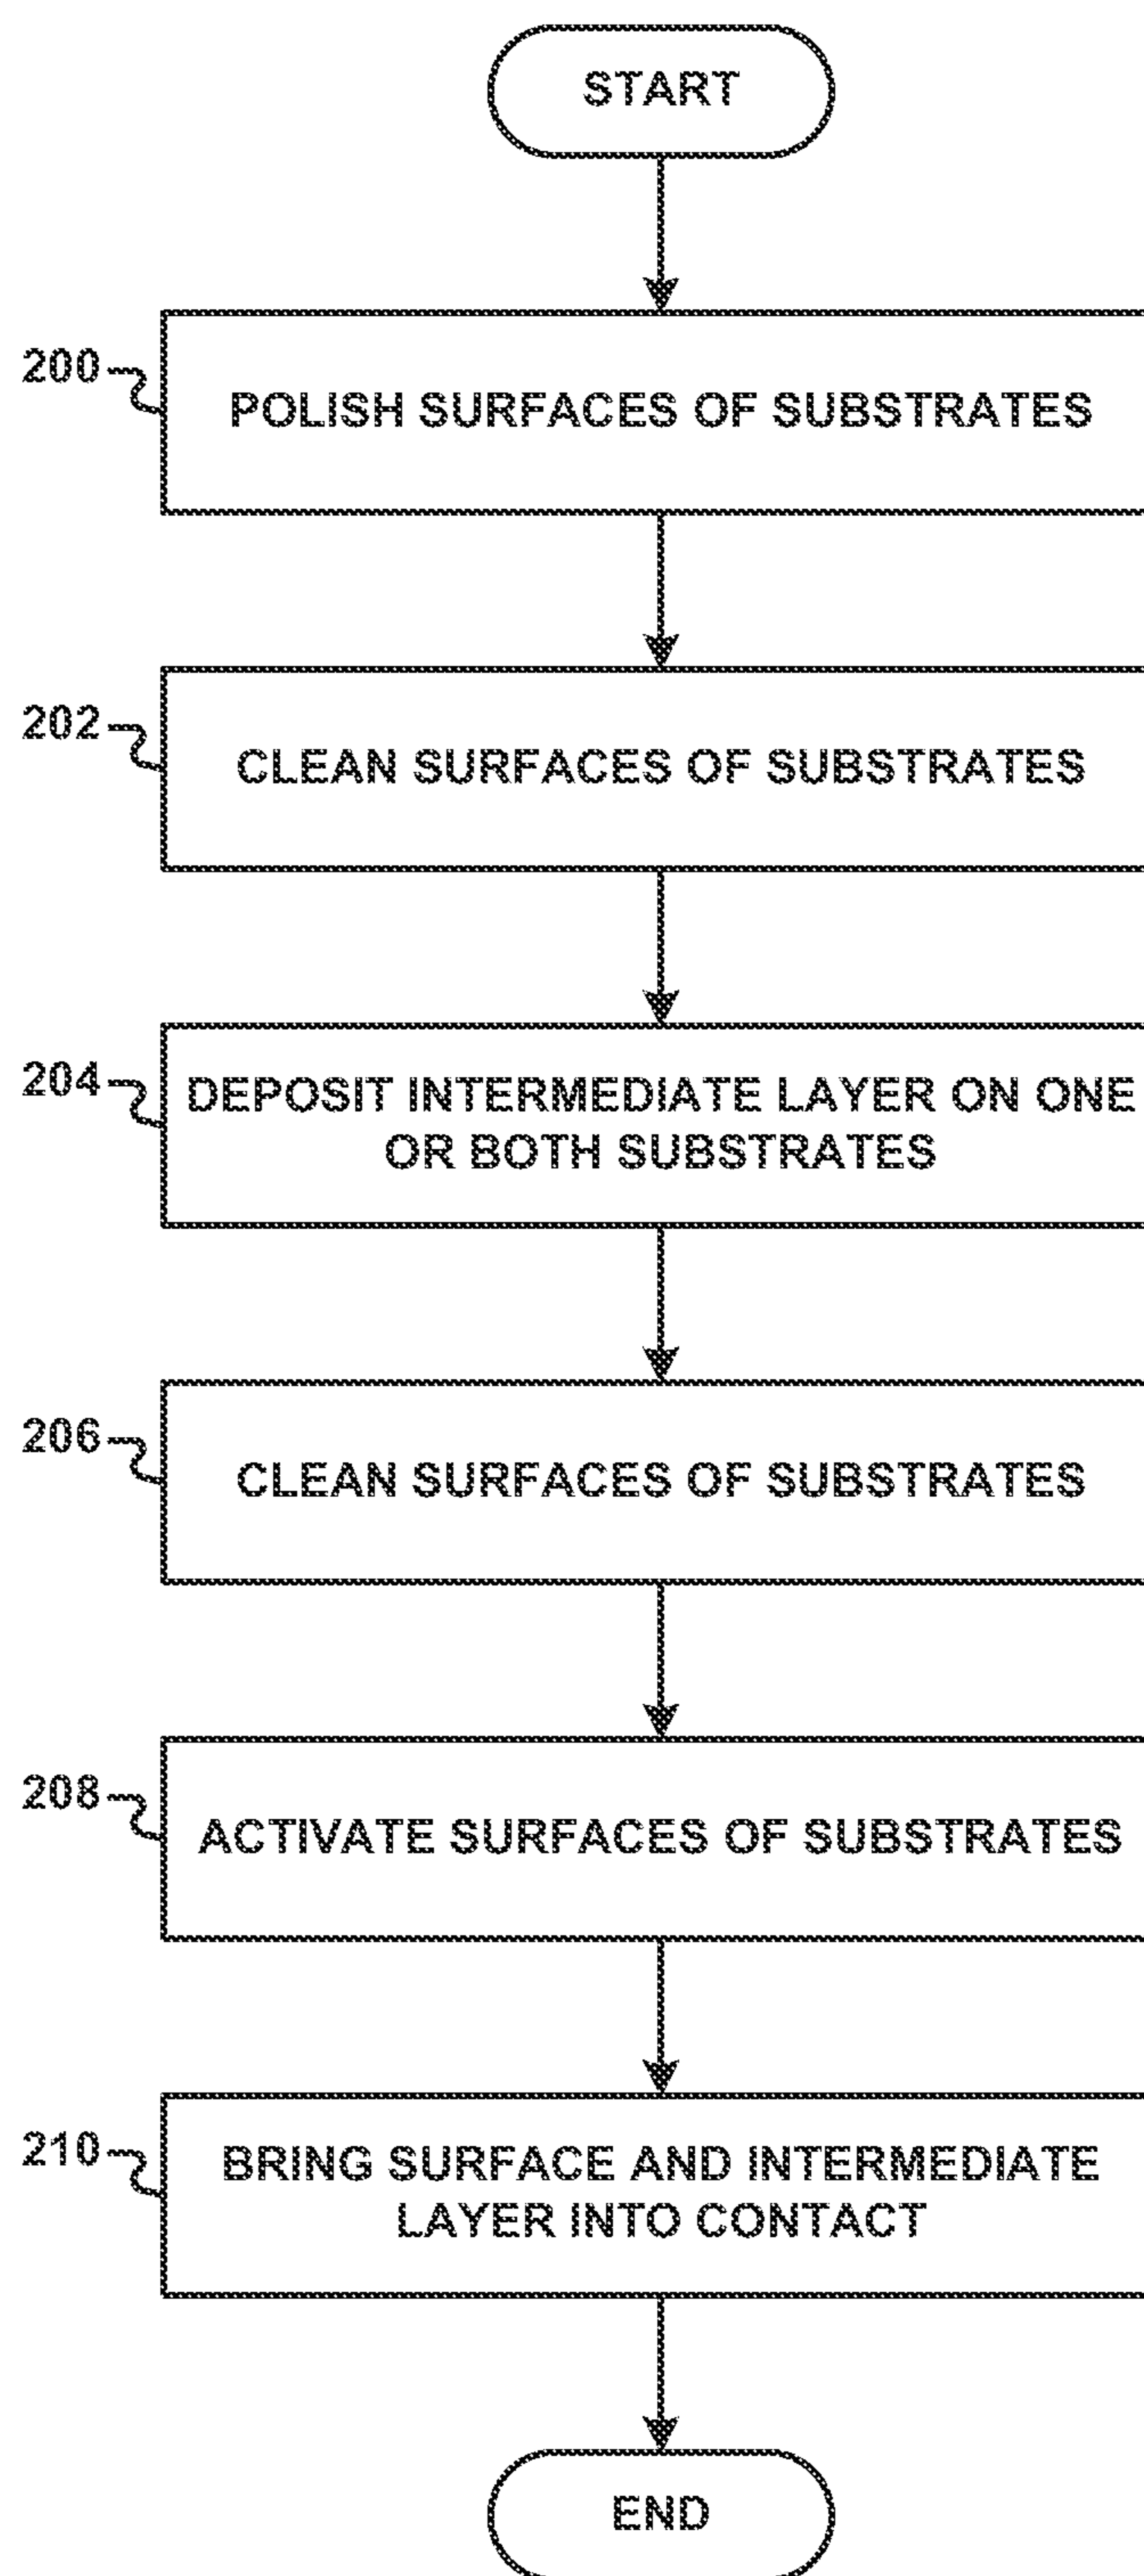 START
200
POLISH SURFACES OF SUBSTRATES
202
CLEAN SURFACES OF SUBSTRATES
204
DEPOSIT INTERMEDIATE LAYER ON ONE
OR BOTH SUBSTRATES
206
CLEAN SURFACES OF SUBSTRATES
208
ACTIVATE SURFACES OF SUBSTRATES
210
BRING SURFACE AND INTERMEDIATE
LAYER INTO CONTACT
END